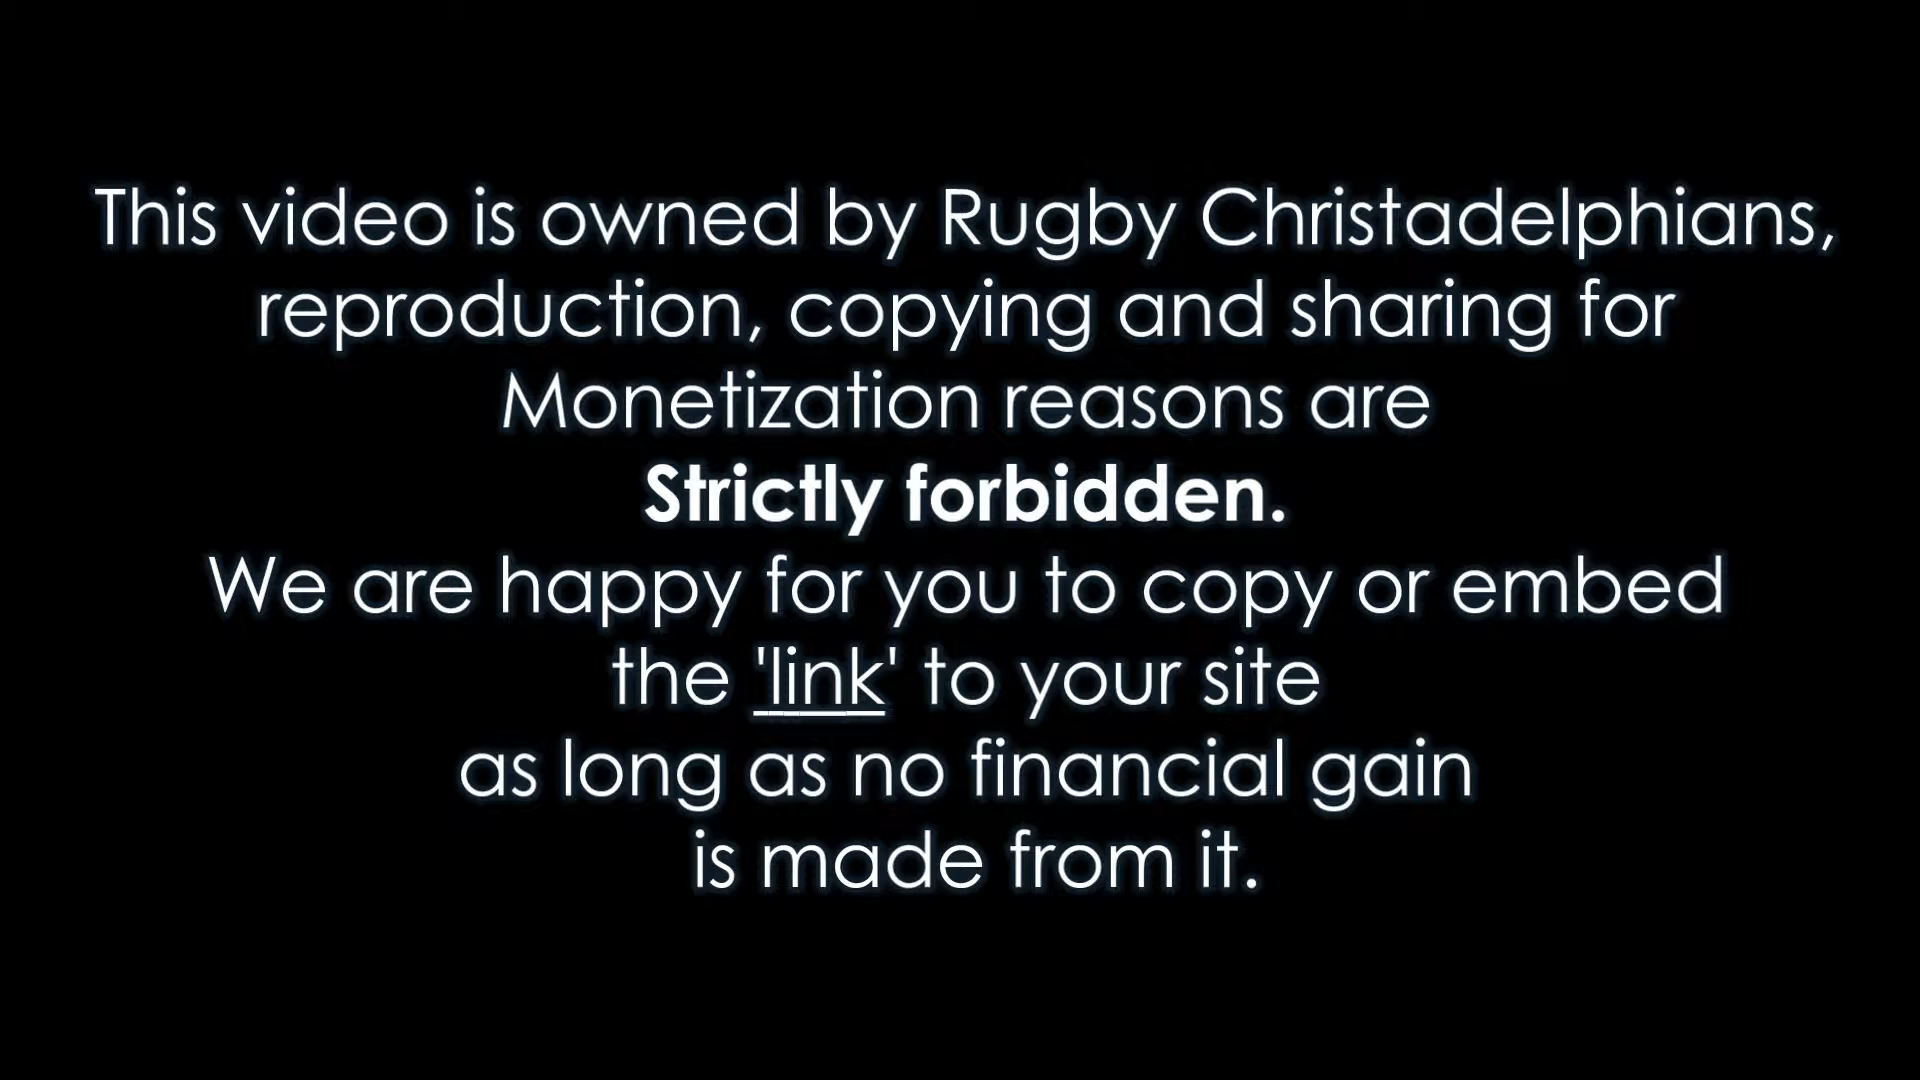 This video is owned by Rugby Christadelphians,
reproduction, copying and sharing for
Monetization reasons are
Strictly forbidden.
We are happy for you to copy or embed
the 'link' to your site
as long as no financial gain
is made from it.